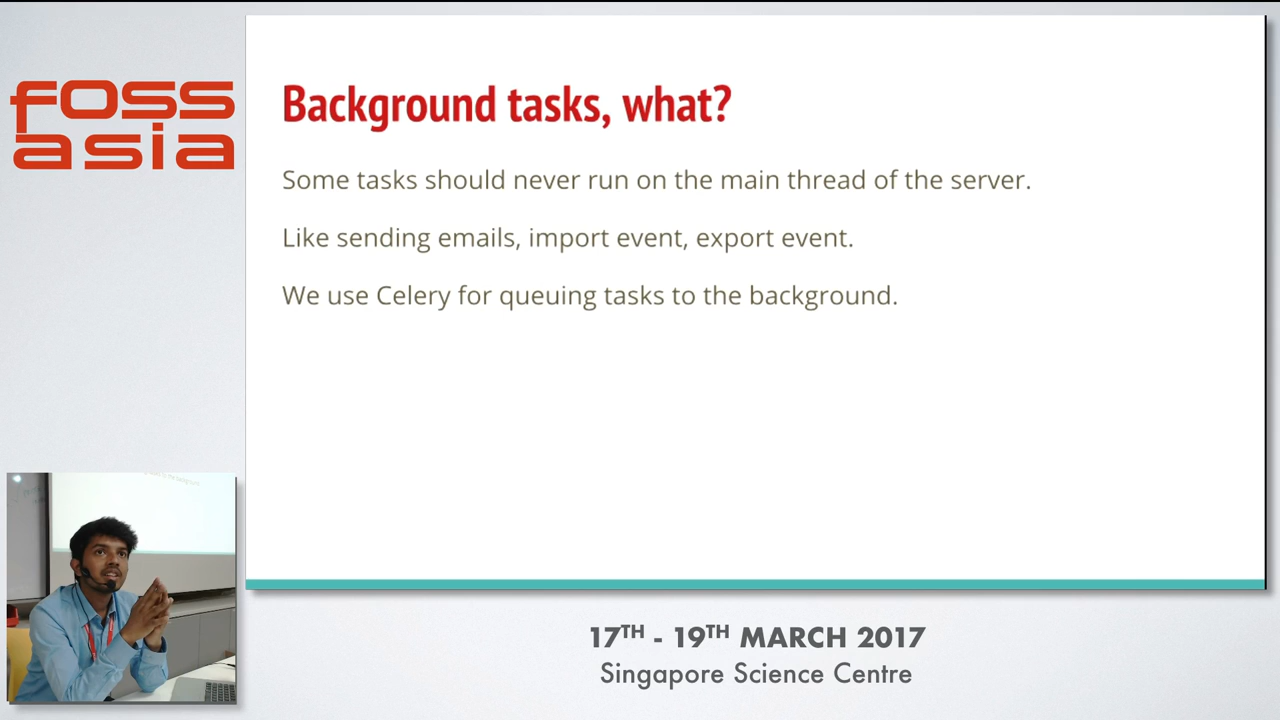 foss
asia
Background tasks, what?
Some tasks should never run on the main thread of the server.
Like sending emails, import event, export event.
We use Celery for queuing tasks to the background.
17TH - 19TH MARCH 2017
Singapore Science Centre